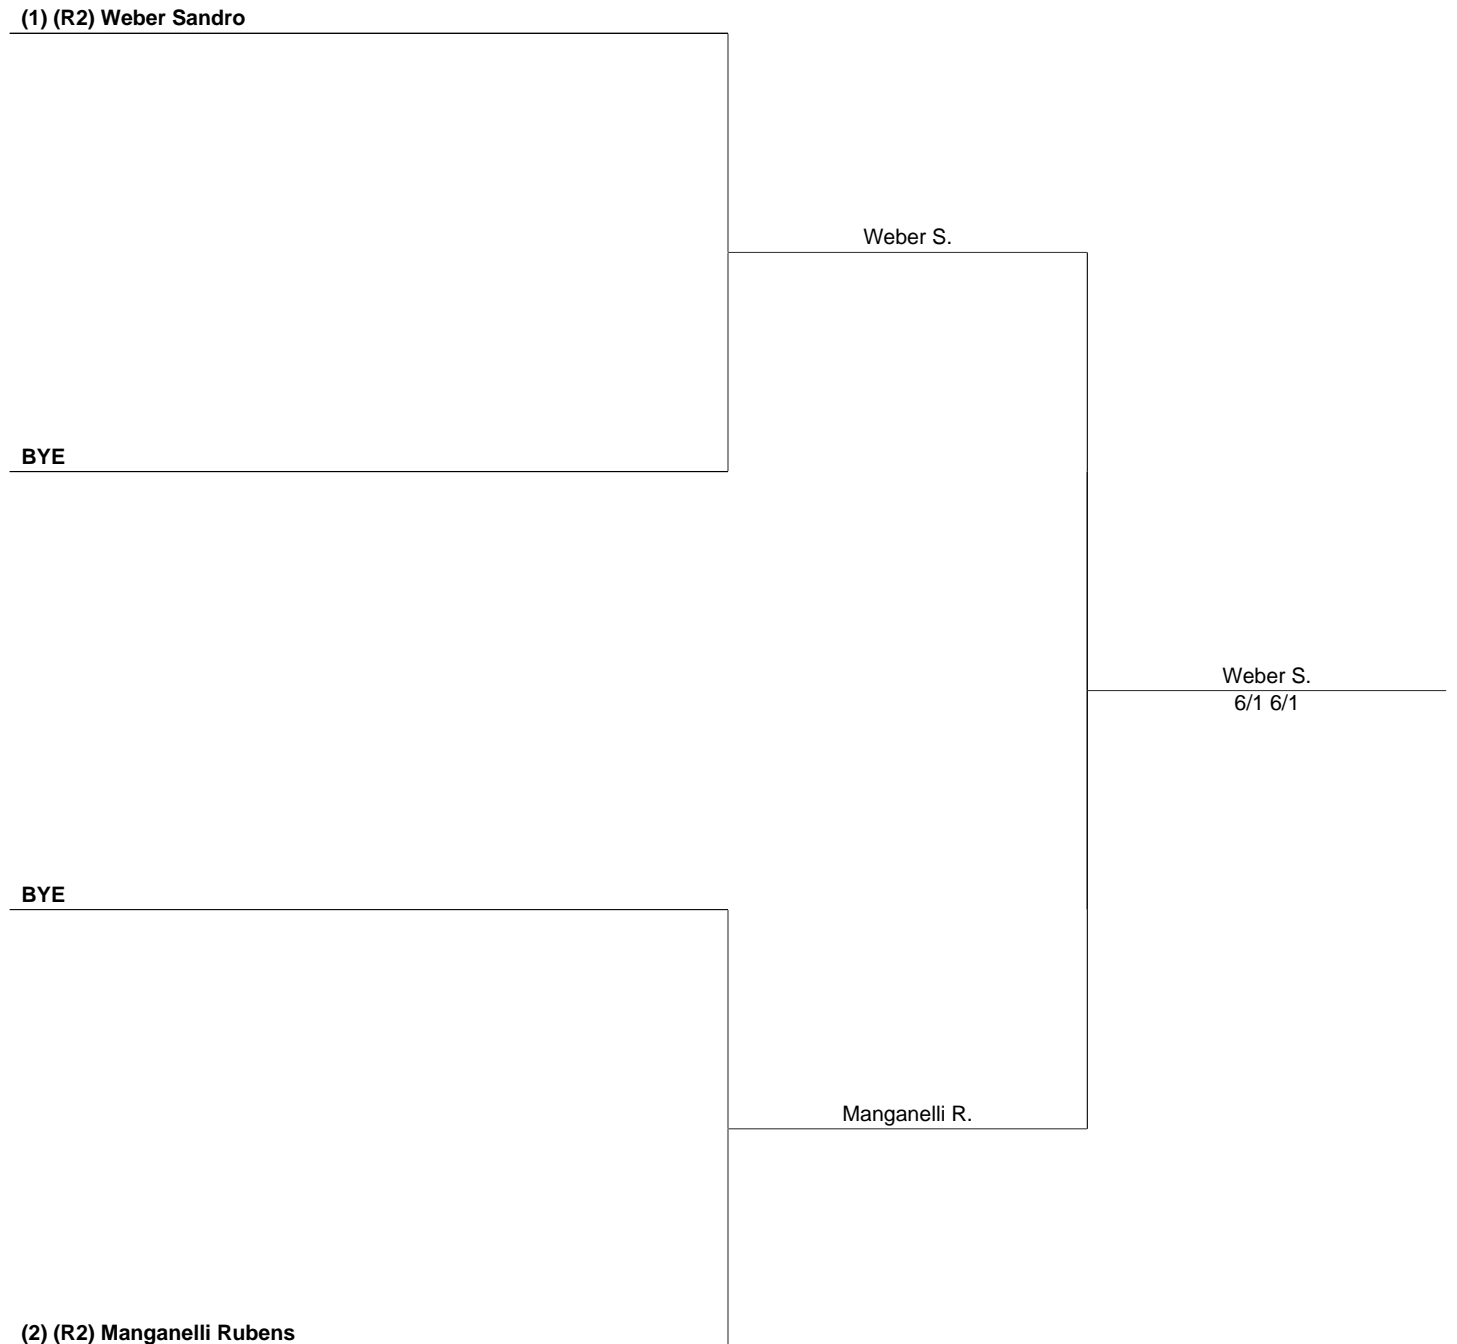 (1) (R2) Weber Sandro
Weber S.
BYE
Weber S.
6/1 6/1
BYE
Manganelli R.
(2) (R2) Manganelli Rubens